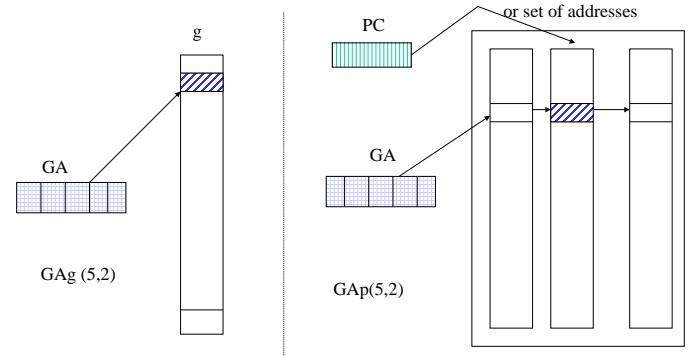 g
GA
GAg (5,2)
or set of addresses
PC
GA
GAp(5,2)